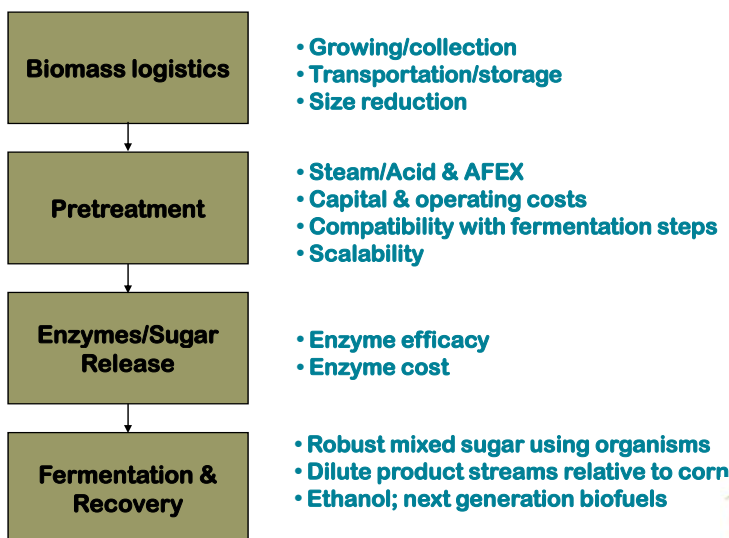 Biomass logistics
• Growing/collection
• Transportation/storage
• Size reduction
Pretreatment
• Steam/Acid & AFEX
• Capital & operating costs
• Compatibility with fermentation steps
• Scalability
Enzymes/Sugar
Release
• Enzyme efficacy
• Enzyme cost
Fermentation &
Recovery
• Robust mixed sugar using organisms
• Dilute product streams relative to corn
• Ethanol; next generation biofuels